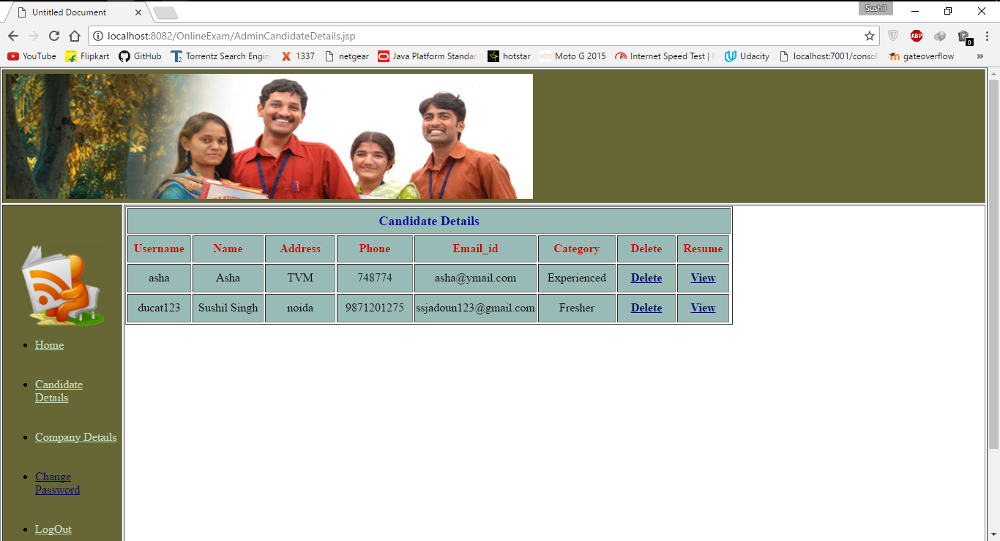 Untitled Document
Sushil
localhost:8082/OnlineExam/AdminCandidateDetails.jsp
ABP
0
YouTube Flipkart GitHub Torrentz Search Engin 1337 netgear Java Platform Standar hotstar Moto G 2015 Internet Speed Test | F Udacity localhost:7001/consol gateoverflow »
Candidate Details
Username Name Address Phone Email_id Category Delete Resume
asha Asha TVM 748774 asha@ymail.com Experienced Delete View
ducat123 Sushil Singh noida 9871201275 ssjadoun123@gmail.com Fresher Delete View
Home
Candidate
Details
Company Details
Change
Password
LogOut